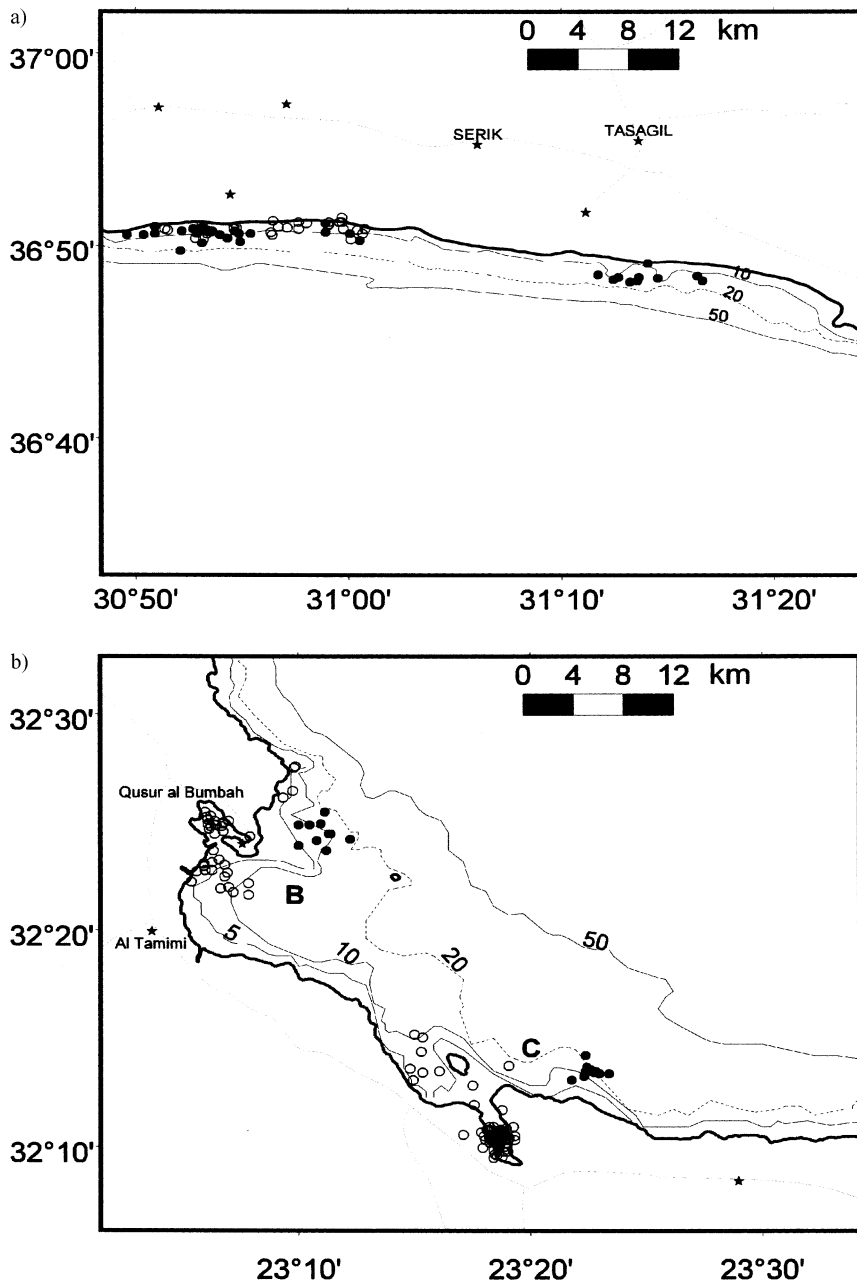 a)
0 4 8 12 km
37°00'
SERIK
TASAGIL
36°50'
10
20
50
36°40'
30°50' 31°00' 31°10' 31°20'
b)
0 4 8 12 km
32°30'
Qusur al Bumbah
B
32°20'
Al Tamimi
5
10
20
50
C
32°10'
23°10' 23°20' 23°30'